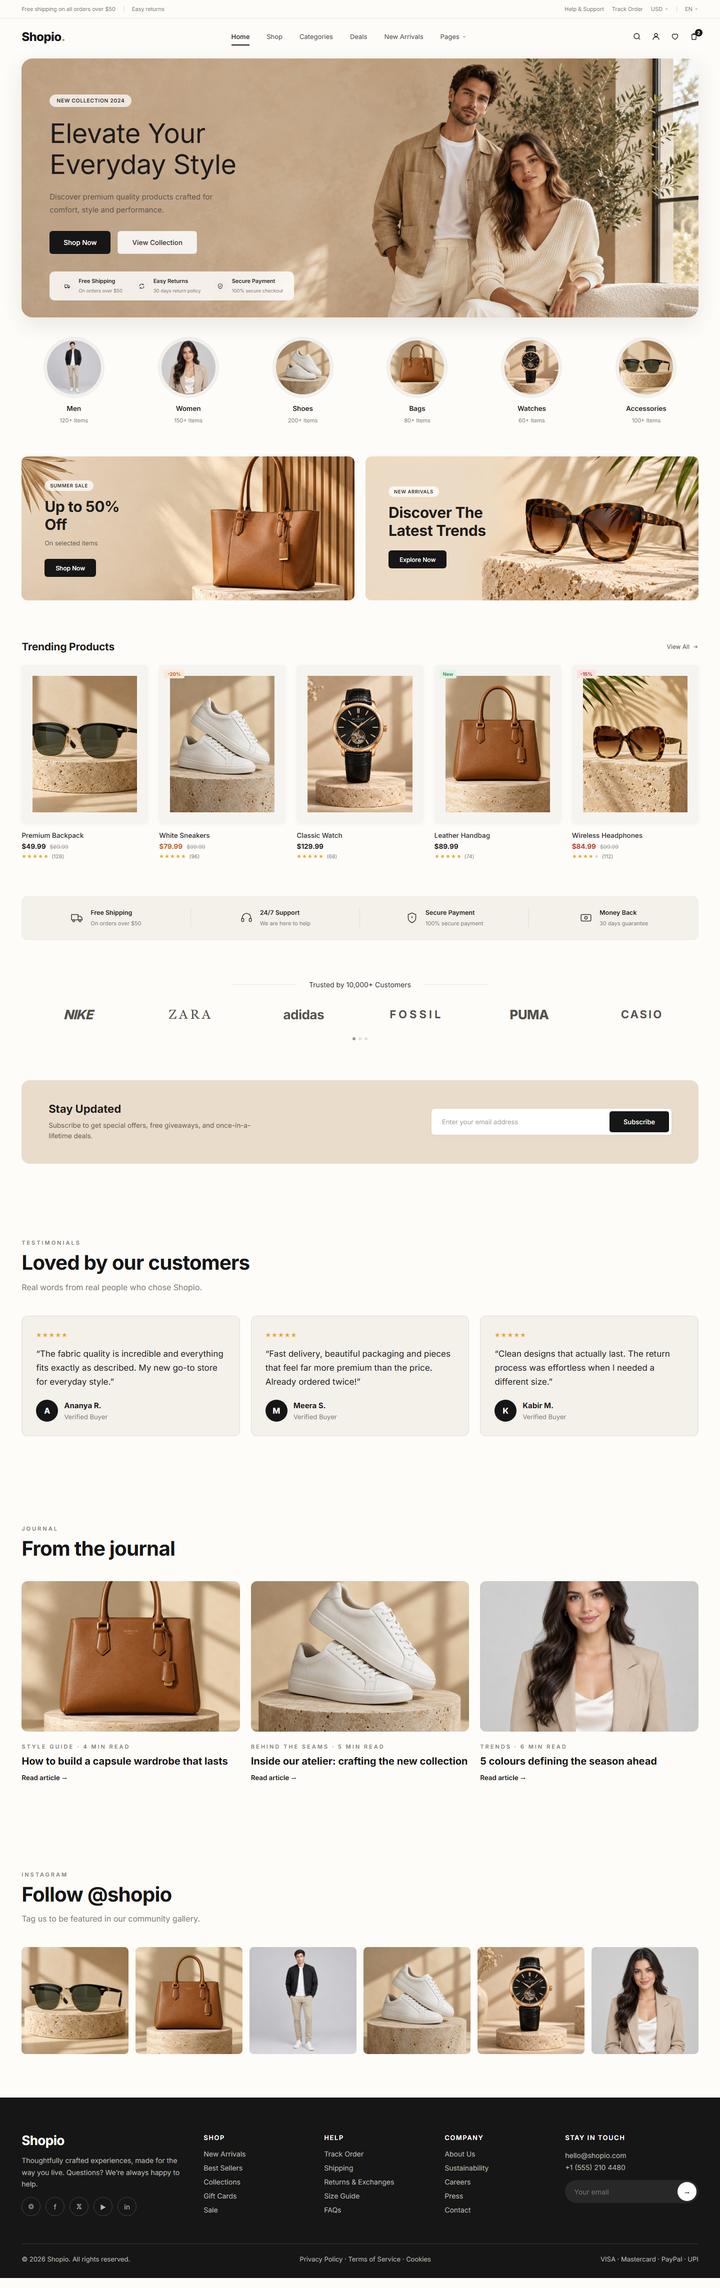 Free shipping on all orders over $50
Easy returns
Help & Support
Track Order
USD
EN
Shopio.
Home
Shop
Categories
Deals
New Arrivals
Pages
NEW COLLECTION 2024
Elevate Your
Everyday Style
Discover premium quality products crafted for
comfort, style and performance.
Shop Now
View Collection
Free Shipping
On orders over $50
Easy Returns
30 days return policy
Secure Payment
100% secure checkout
Men
120+ Items
Women
150+ Items
Shoes
200+ Items
Bags
80+ Items
Watches
60+ Items
Accessories
100+ Items
SUMMER SALE
Up to 50%
Off
On selected items
Shop Now
NEW ARRIVALS
Discover The
Latest Trends
Explore Now
Trending Products
View All →
Premium Backpack
$49.99 $69.99
★★★★★ (128)
-20%
White Sneakers
$79.99 $99.99
★★★★★ (96)
Classic Watch
$129.99
★★★★★ (68)
New
Leather Handbag
$89.99
★★★★★ (74)
-15%
Wireless Headphones
$84.99 $99.99
★★★★★ (112)
Free Shipping
On orders over $50
24/7 Support
We are here to help
Secure Payment
100% secure payment
Money Back
30 days guarantee
Trusted by 10,000+ Customers
NIKE
ZARA
adidas
FOSSIL
PUMA
CASIO
Stay Updated
Subscribe to get special offers, free giveaways, and once-in-a-
lifetime deals.
Enter your email address
Subscribe
TESTIMONIALS
Loved by our customers
Real words from real people who chose Shopio.
★★★★★
“The fabric quality is incredible and everything
fits exactly as described. My new go-to store
for everyday style.”
A
Ananya R.
Verified Buyer
★★★★★
“Fast delivery, beautiful packaging and pieces
that feel far more premium than the price.
Already ordered twice!”
M
Meera S.
Verified Buyer
★★★★★
“Clean designs that actually last. The return
process was effortless when I needed a
different size.”
K
Kabir M.
Verified Buyer
JOURNAL
From the journal
STYLE GUIDE · 4 MIN READ
How to build a capsule wardrobe that lasts
Read article →
BEHIND THE SEAMS · 5 MIN READ
Inside our atelier: crafting the new collection
Read article →
TRENDS · 6 MIN READ
5 colours defining the season ahead
Read article →
INSTAGRAM
Follow @shopio
Tag us to be featured in our community gallery.
Shopio
Thoughtfully crafted experiences, made for the
way you live. Questions? We're always happy to
help.
f
𝕏
▶
in
SHOP
New Arrivals
Best Sellers
Collections
Gift Cards
Sale
HELP
Track Order
Shipping
Returns & Exchanges
Size Guide
FAQs
COMPANY
About Us
Sustainability
Careers
Press
Contact
STAY IN TOUCH
hello@shopio.com
+1 (555) 210 4480
Your email
→
© 2026 Shopio. All rights reserved.
Privacy Policy · Terms of Service · Cookies
VISA · Mastercard · PayPal · UPI